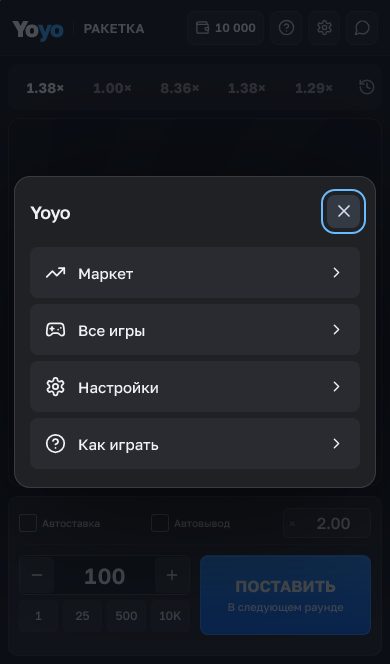 Yoyo РАКЕТКА 10 000
1.38× 1.00× 8.36× 1.38× 1.29×
Yoyo
Маркет
Все игры
Настройки
Как играть
Автоставка Автовывод × 2.00
− 100 +
1 25 500 10K
ПОСТАВИТЬ
В следующем раунде